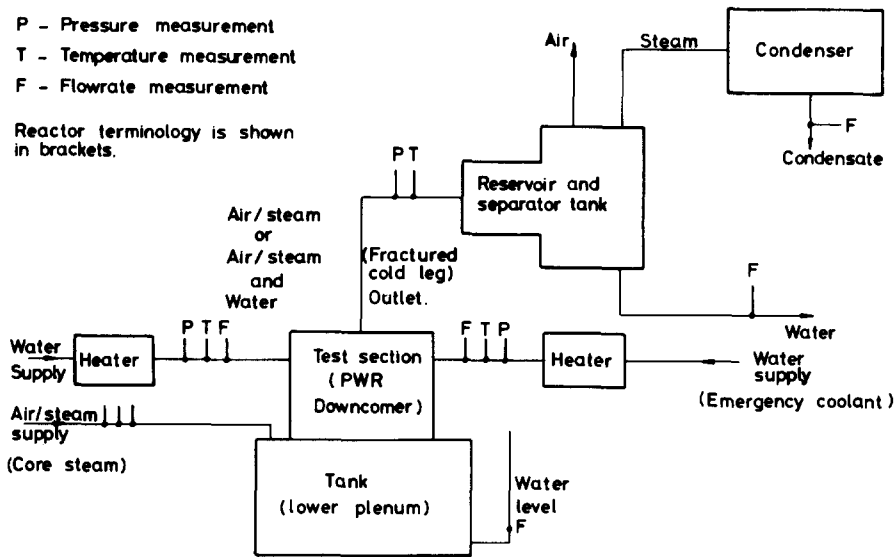 P - Pressure measurement
T - Temperature measurement
F - Flowrate measurement
Reactor terminology is shown
in brackets.
Air
Steam
Condenser
F
Condensate
P T
Reservoir and
separator tank
Air/steam
or
Air/steam
and
Water
(Fractured
cold leg)
Outlet.
F
Water
Water
Supply
Heater
P T F
Test section
(PWR
Downcomer)
F T P
Heater
Water
supply
(Emergency coolant)
Air/steam
supply
(Core steam)
Tank
(lower plenum)
Water
level
F